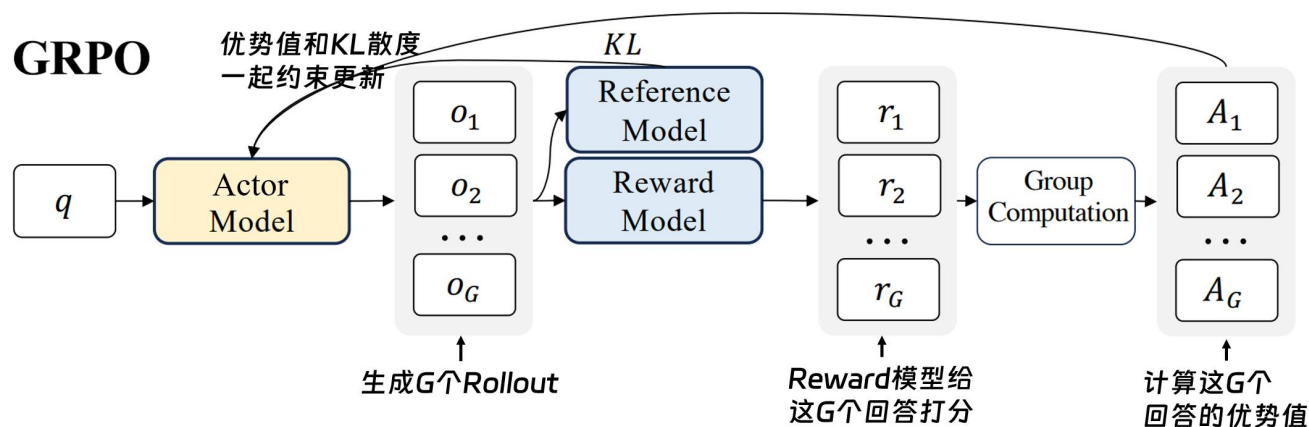 GRPO
优势值和KL散度
一起约束更新
KL
q
Actor
Model
o₁
o₂
...
o_G
Reference
Model
Reward
Model
r₁
r₂
...
r_G
Group
Computation
A₁
A₂
...
A_G
生成G个Rollout
Reward模型给
这G个回答打分
计算这G个
回答的优势值